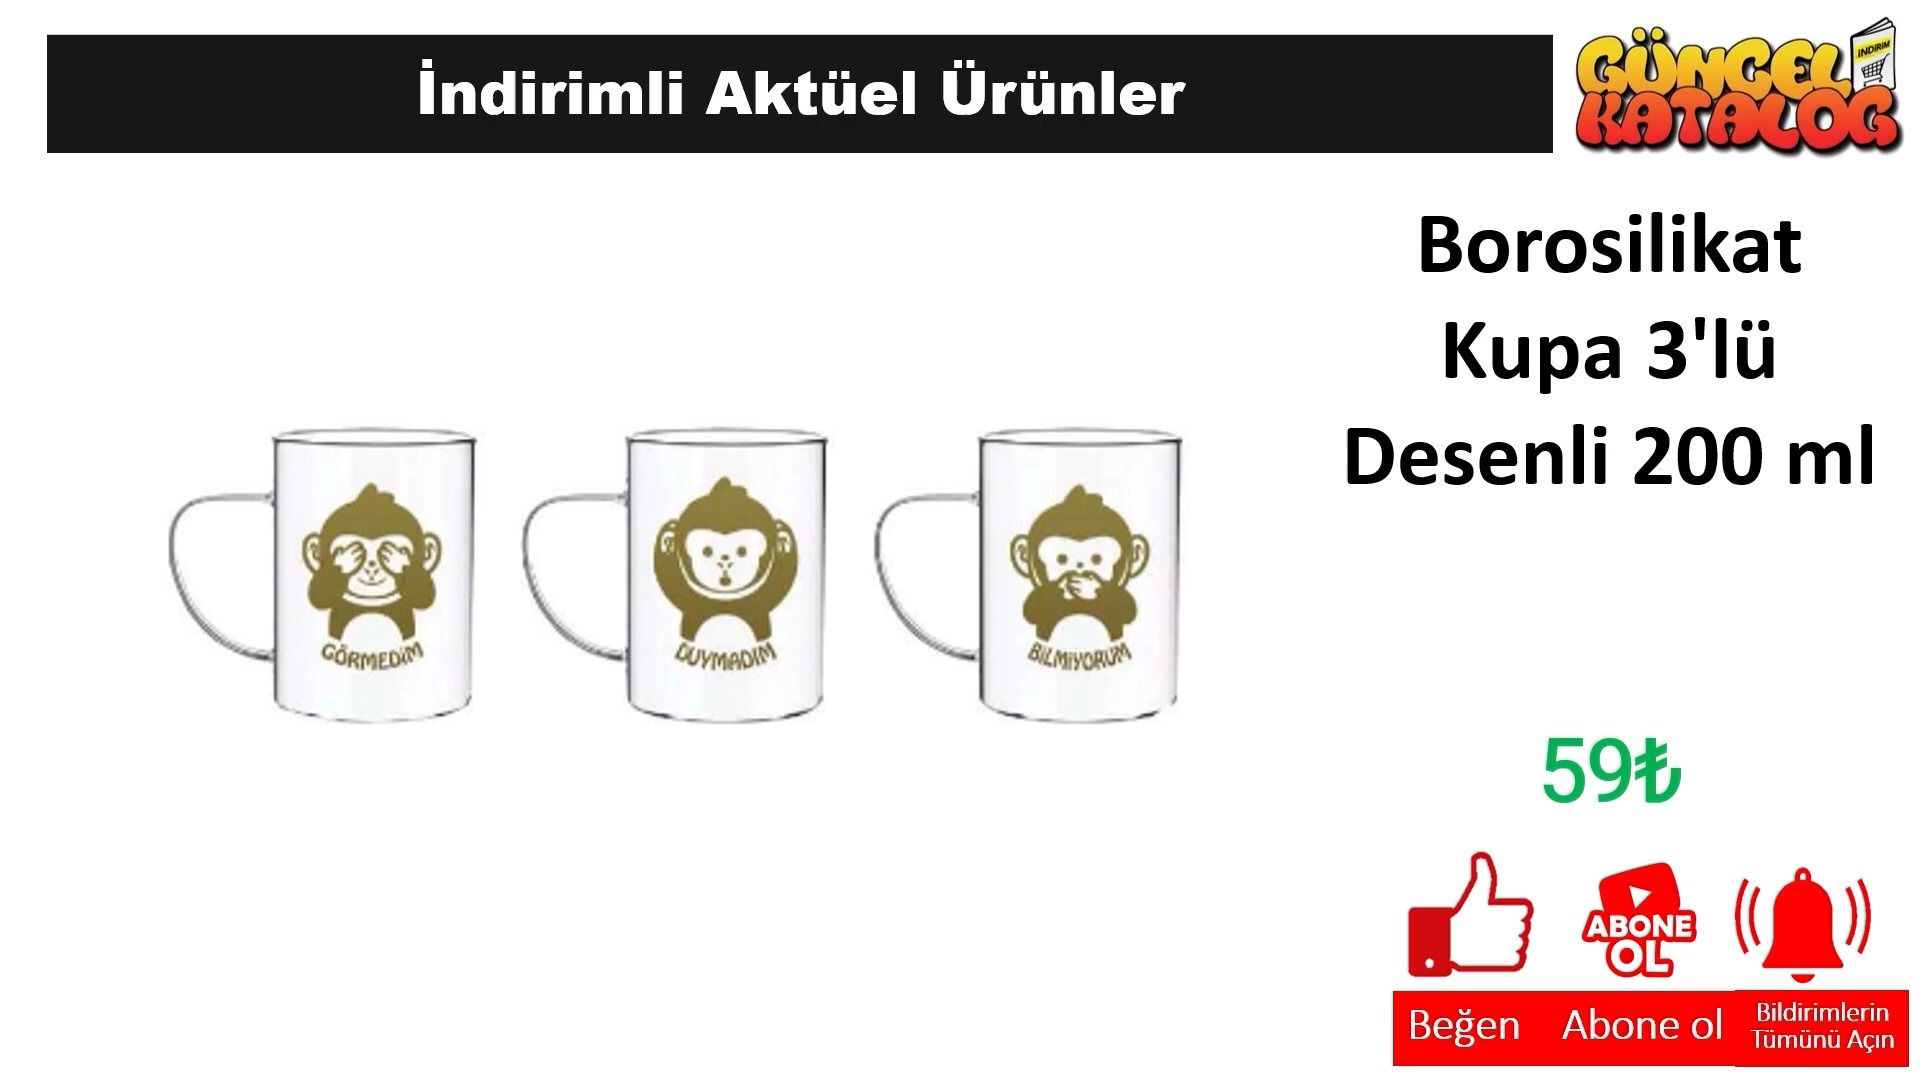 İndirimli Aktüel Ürünler
GÜNCEL
KATALOG
İNDİRİM
Borosilikat
Kupa 3'lü
Desenli 200 ml
GÖRMEDİM
DUYMADIM
BİLMİYORUM
59₺
ABONE
OL
Beğen
Abone ol
Bildirimlerin
Tümünü Açın